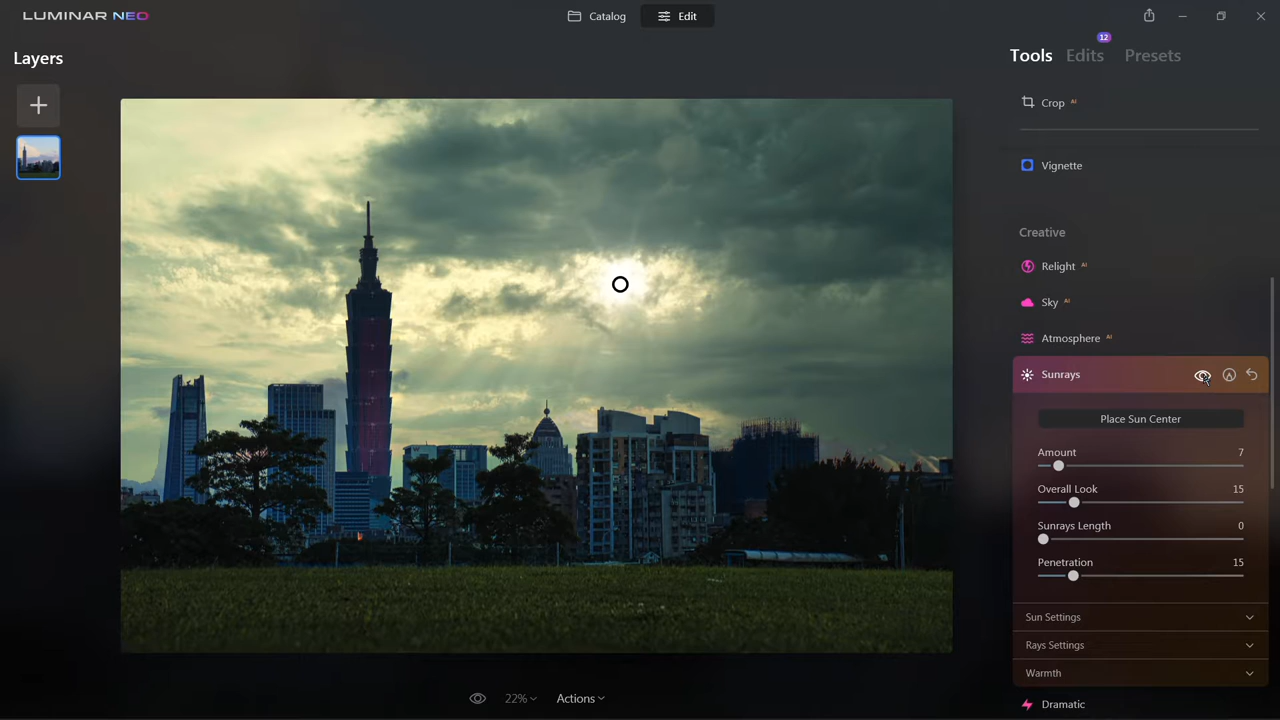 LUMINAR NEO
Catalog
Edit
Layers
12
Tools Edits Presets
Crop AI
Vignette
Creative
Relight AI
Sky AI
Atmosphere AI
Sunrays
Place Sun Center
Amount 7
Overall Look 15
Sunrays Length 0
Penetration 15
Sun Settings
Rays Settings
Warmth
Dramatic
22% Actions